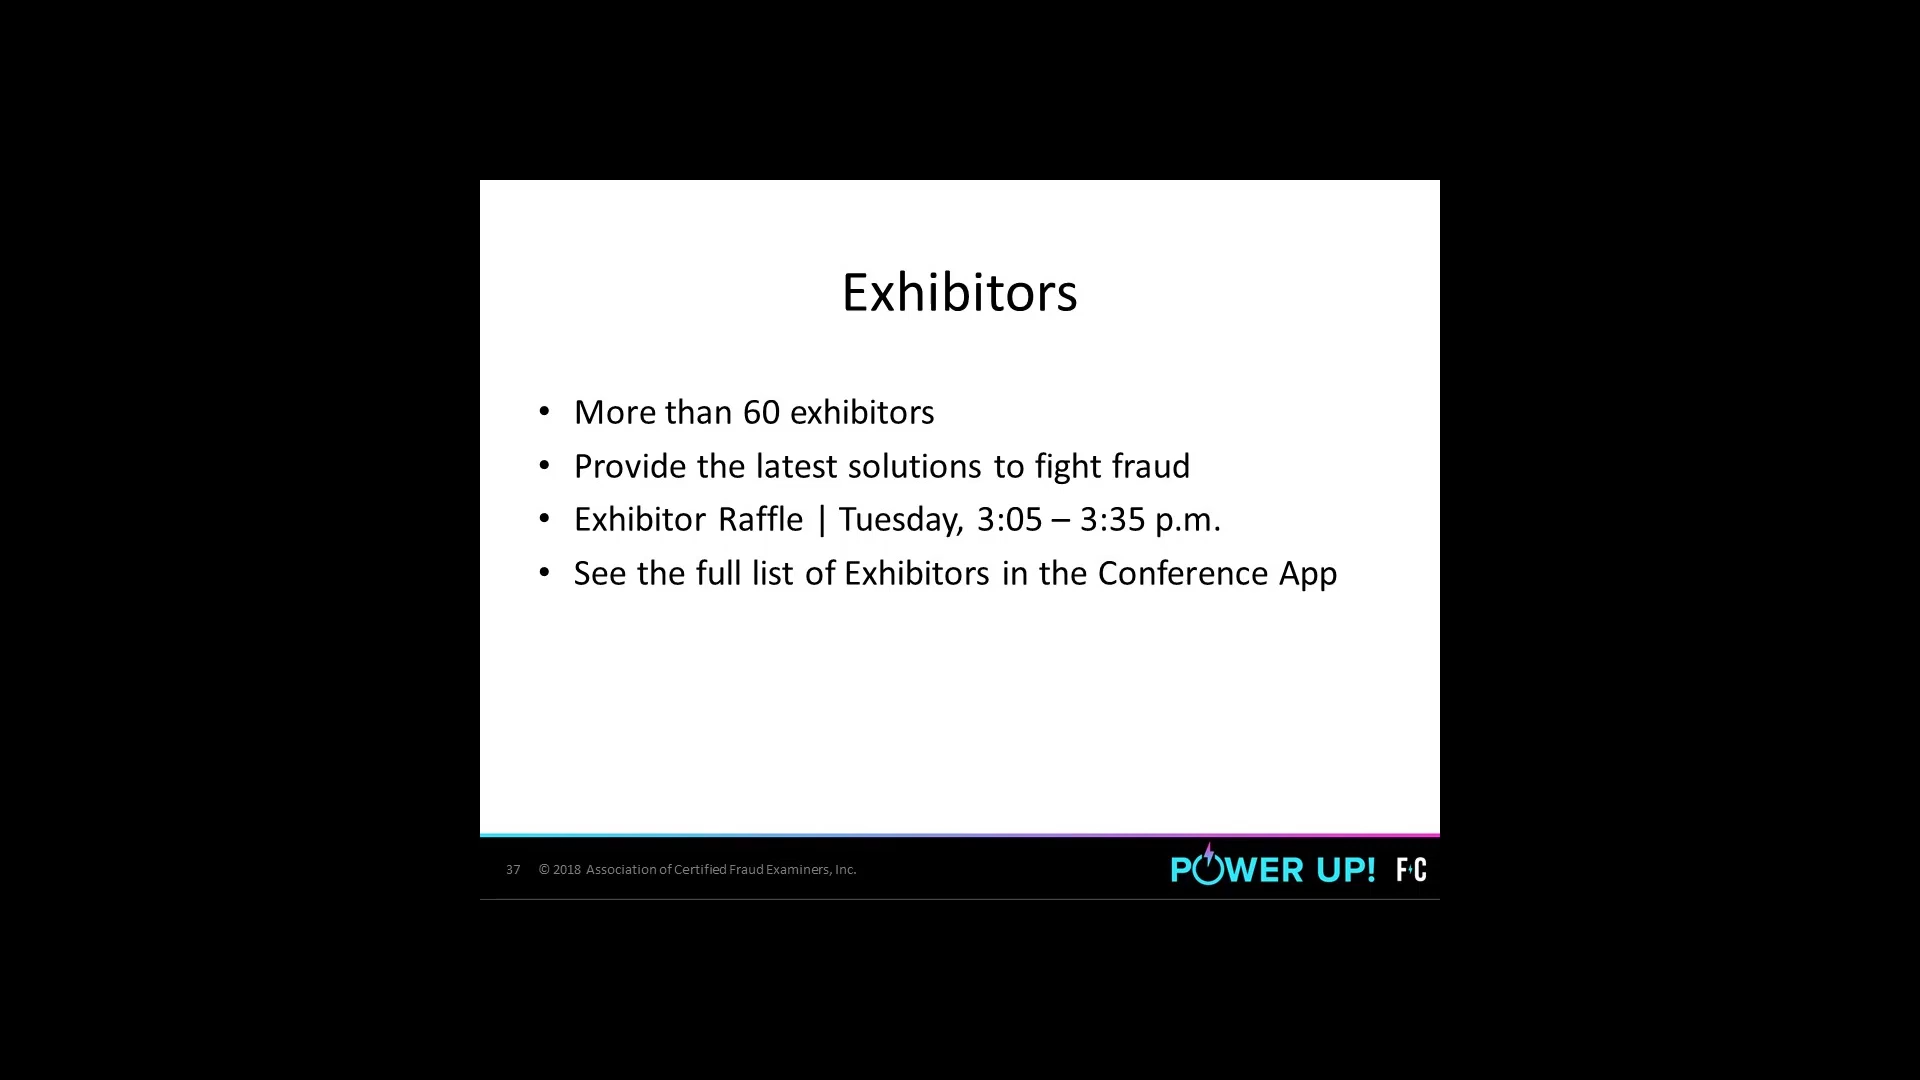 Exhibitors
• More than 60 exhibitors
• Provide the latest solutions to fight fraud
• Exhibitor Raffle | Tuesday, 3:05 – 3:35 p.m.
• See the full list of Exhibitors in the Conference App
37 © 2018 Association of Certified Fraud Examiners, Inc.
POWER UP! FC